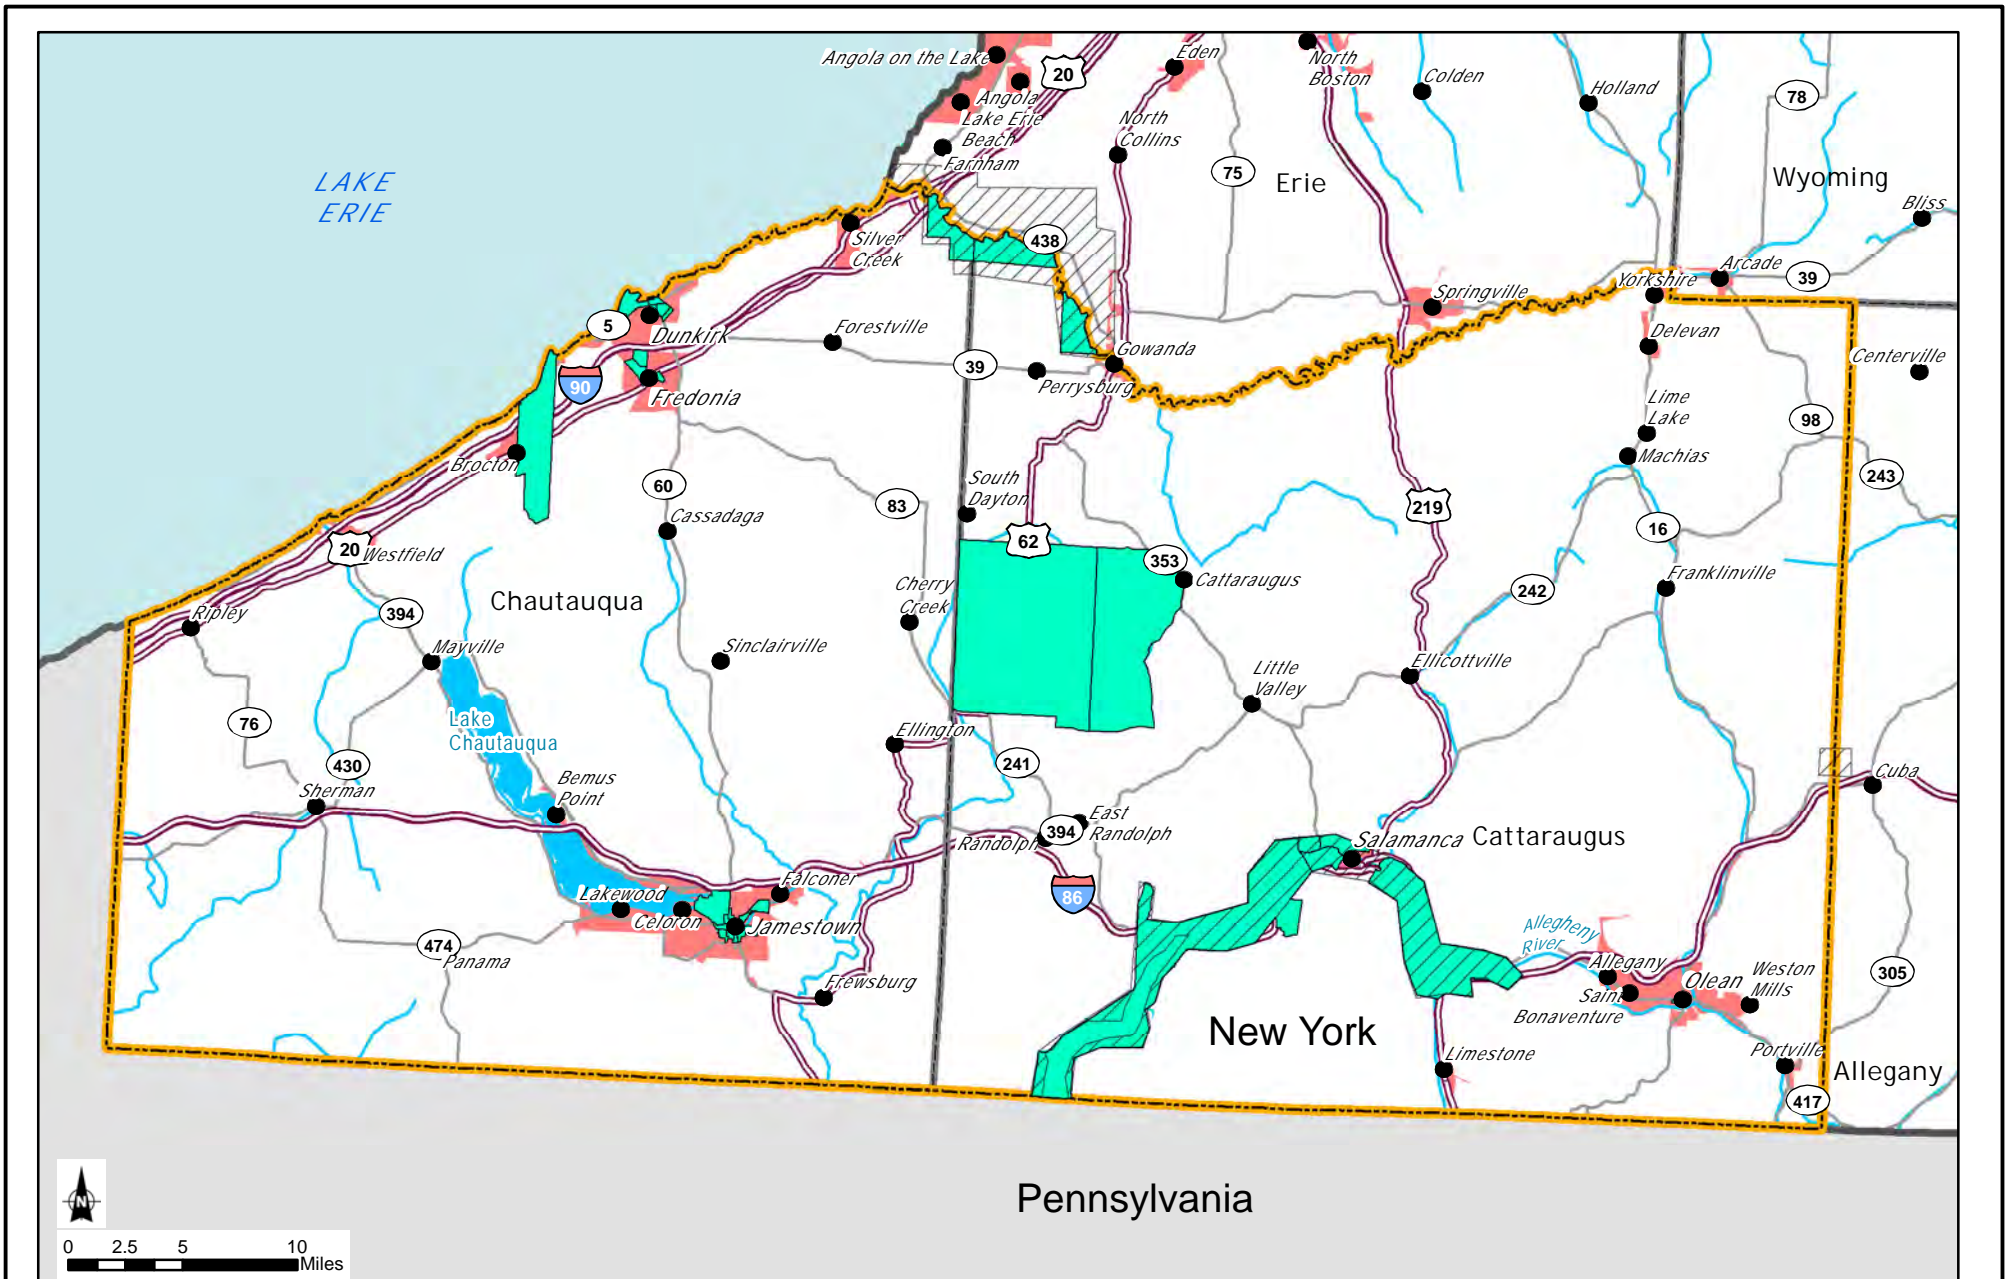 Angola on the Lake
20
Eden
North
Boston
Colden
Holland
78
Angola
Lake Erie
Beach
Farnham
North
Collins
75
Erie
Wyoming
Bliss
LAKE
ERIE
Silver
Creek
438
Yorkshire
Arcade
39
5
Dunkirk
Forestville
Springville
Delevan
Gowanda
39
Perrysburg
Centerville
90
Fredonia
Lime
Lake
98
Brocton
Machias
243
60
83
South
Dayton
219
16
Cassadaga
20
Westfield
62
353
Cattaraugus
Franklinville
242
Cherry
Creek
Chautauqua
394
Ripley
Mayville
Sinclairville
Little
Valley
Ellicottville
76
Lake
Chautauqua
Ellington
430
241
Sherman
Bemus
Point
Cuba
394
East
Randolph
Randolph
Salamanca
Cattaraugus
86
Falconer
Lakewood
Celoron
Jamestown
474
Panama
Allegheny
River
Allegany
Olean
Weston
Mills
305
Saint
Bonaventure
Frewsburg
New York
Limestone
Portville
Allegany
417
Pennsylvania
N
0 2.5 5 10
Miles